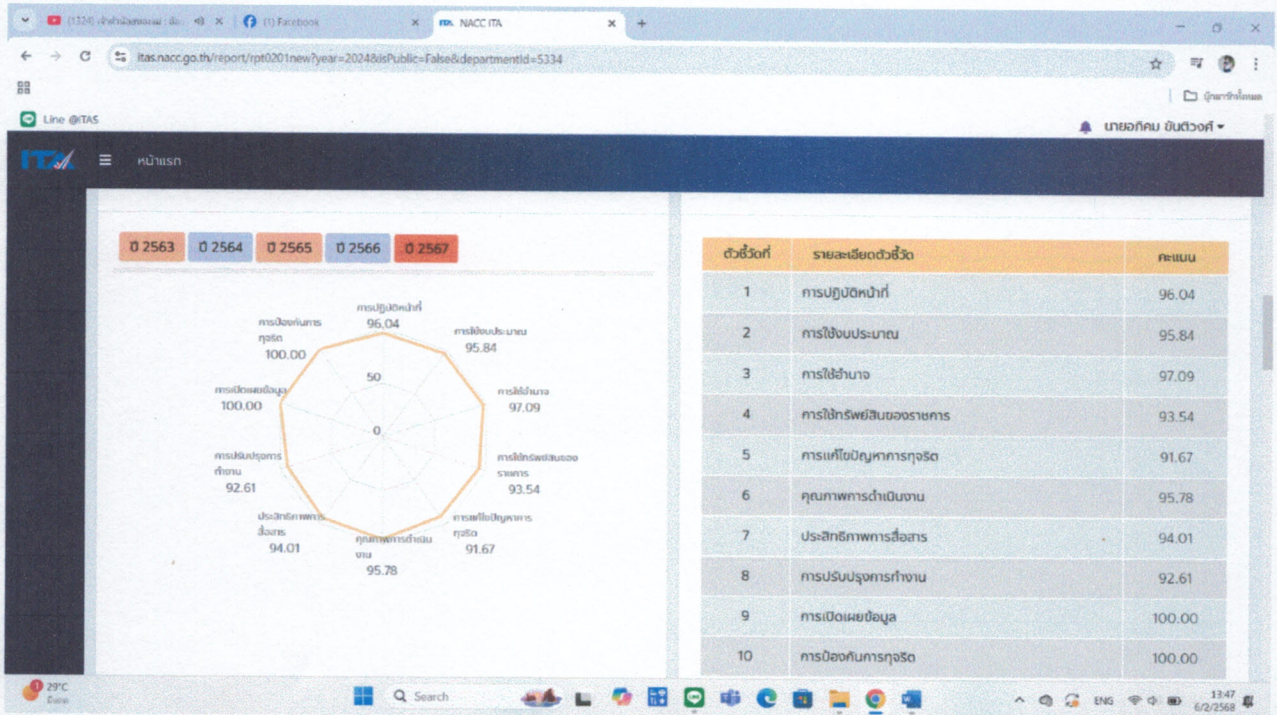 (1) Facebook
NACC ITA
itas.nacc.go.th/report/rpt0201new?year=2024&isPublic=False&departmentId=5334
บุ๊กมาร์กทั้งหมด
Line @ITAS
นายอภิคม ขันติวงศ์
ITA
หน้าแรก
ปี 2563
ปี 2564
ปี 2565
ปี 2566
ปี 2567
การปฏิบัติหน้าที่
96.04
การใช้งบประมาณ
95.84
การใช้อำนาจ
97.09
การใช้ทรัพย์สินของ
ราชการ
93.54
การแก้ไขปัญหาการ
ทุจริต
91.67
คุณภาพการดำเนิน
งาน
95.78
ประสิทธิภาพการ
สื่อสาร
94.01
การปรับปรุงการ
ทำงาน
92.61
การเปิดเผยข้อมูล
100.00
การป้องกันการ
ทุจริต
100.00
50
0
ตัวชี้วัดที่ รายละเอียดตัวชี้วัด คะแนน
1 การปฏิบัติหน้าที่ 96.04
2 การใช้งบประมาณ 95.84
3 การใช้อำนาจ 97.09
4 การใช้ทรัพย์สินของราชการ 93.54
5 การแก้ไขปัญหาการทุจริต 91.67
6 คุณภาพการดำเนินงาน 95.78
7 ประสิทธิภาพการสื่อสาร 94.01
8 การปรับปรุงการทำงาน 92.61
9 การเปิดเผยข้อมูล 100.00
10 การป้องกันการทุจริต 100.00
1
29°C
Search
ENG
13:47
6/2/2568